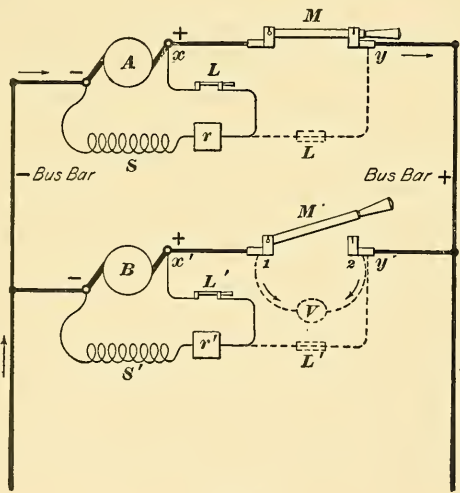 M
+
A
-
x
y
L
r
L
S
- Bus Bar
Bus Bar +
M'
+
B
-
x'
1
2
y'
L'
V
r'
L'
S'